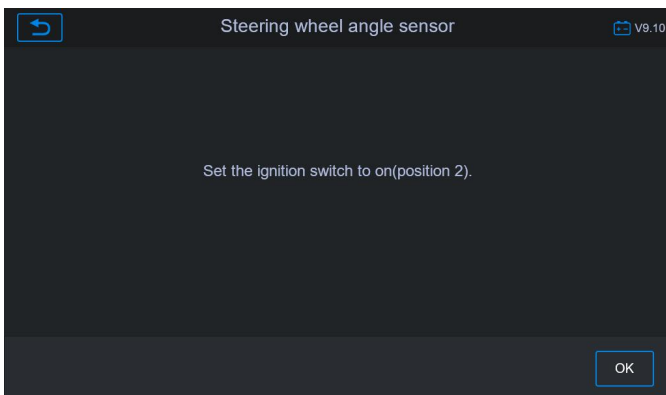 Steering wheel angle sensor
V9.10
Set the ignition switch to on(position 2).
OK